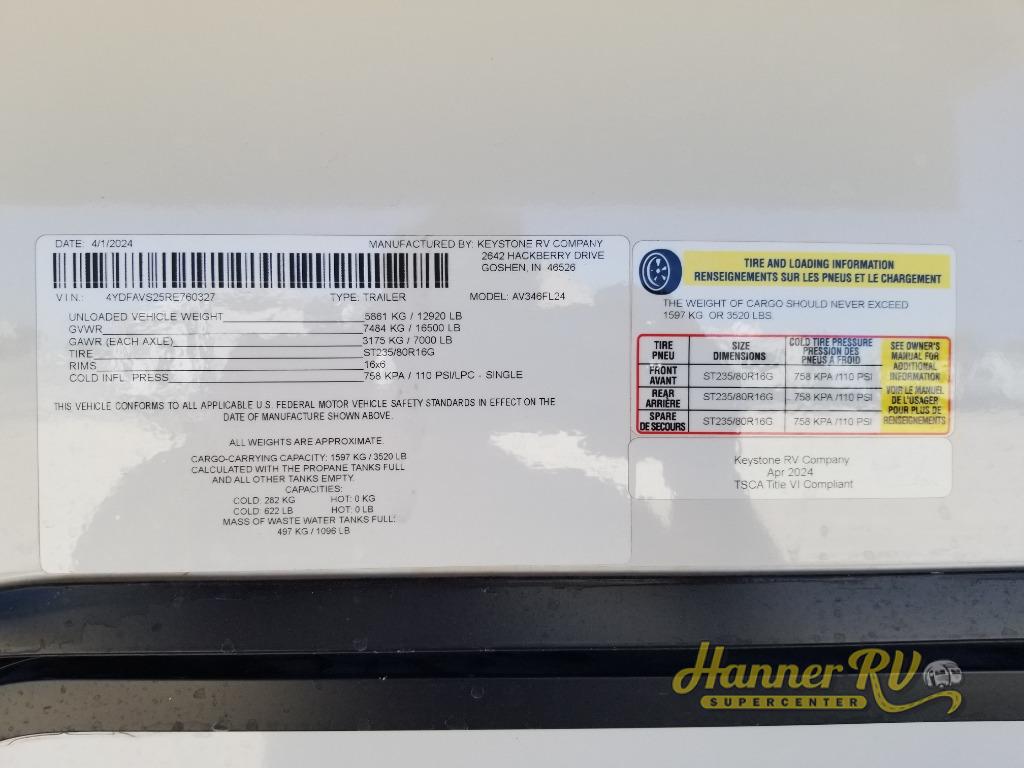 DATE: 4/1/2024 MANUFACTURED BY: KEYSTONE RV COMPANY
2642 HACKBERRY DRIVE
GOSHEN, IN 46526
V I N.: 4YDFAVS25RE760327 TYPE: TRAILER MODEL: AV346FL24
UNLOADED VEHICLE WEIGHT 5861 KG / 12920 LB
GVWR 7484 KG / 16500 LB
GAWR (EACH AXLE) 3175 KG / 7000 LB
TIRE ST235/80R16G
RIMS 16x6
COLD INFL. PRESS 758 KPA / 110 PSI/LPC - SINGLE
THIS VEHICLE CONFORMS TO ALL APPLICABLE U.S. FEDERAL MOTOR VEHICLE SAFETY STANDARDS IN EFFECT ON THE
DATE OF MANUFACTURE SHOWN ABOVE.
ALL WEIGHTS ARE APPROXIMATE.
CARGO-CARRYING CAPACITY: 1597 KG / 3520 LB
CALCULATED WITH THE PROPANE TANKS FULL
AND ALL OTHER TANKS EMPTY.
CAPACITIES:
COLD: 282 KG HOT: 0 KG
COLD: 622 LB HOT: 0 LB
MASS OF WASTE WATER TANKS FULL:
497 KG / 1096 LB
TIRE AND LOADING INFORMATION
RENSEIGNEMENTS SUR LES PNEUS ET LE CHARGEMENT
THE WEIGHT OF CARGO SHOULD NEVER EXCEED
1597 KG OR 3520 LBS.
TIRE
PNEU
SIZE
DIMENSIONS
COLD TIRE PRESSURE
PRESSION DES
PNEUS A FROID
SEE OWNER'S
MANUAL FOR
ADDITIONAL
INFORMATION
VOIR LE MANUEL
DE L'USAGER
POUR PLUS DE
RENSEIGNEMENTS
FRONT
AVANT
ST235/80R16G 758 KPA /110 PSI
REAR
ARRIÈRE
ST235/80R16G 758 KPA /110 PSI
SPARE
DE SECOURS
ST235/80R16G 758 KPA /110 PSI
Keystone RV Company
Apr 2024
TSCA Title VI Compliant
Hanner RV
SUPERCENTER